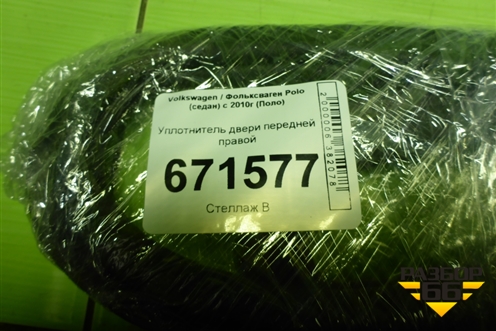 Volkswagen / Фольксваген Polo
(седан) с 2010г (Поло)
Уплотнитель двери передней
правой
671577
Стеллаж В
2000006382078
РАЗБОР
66